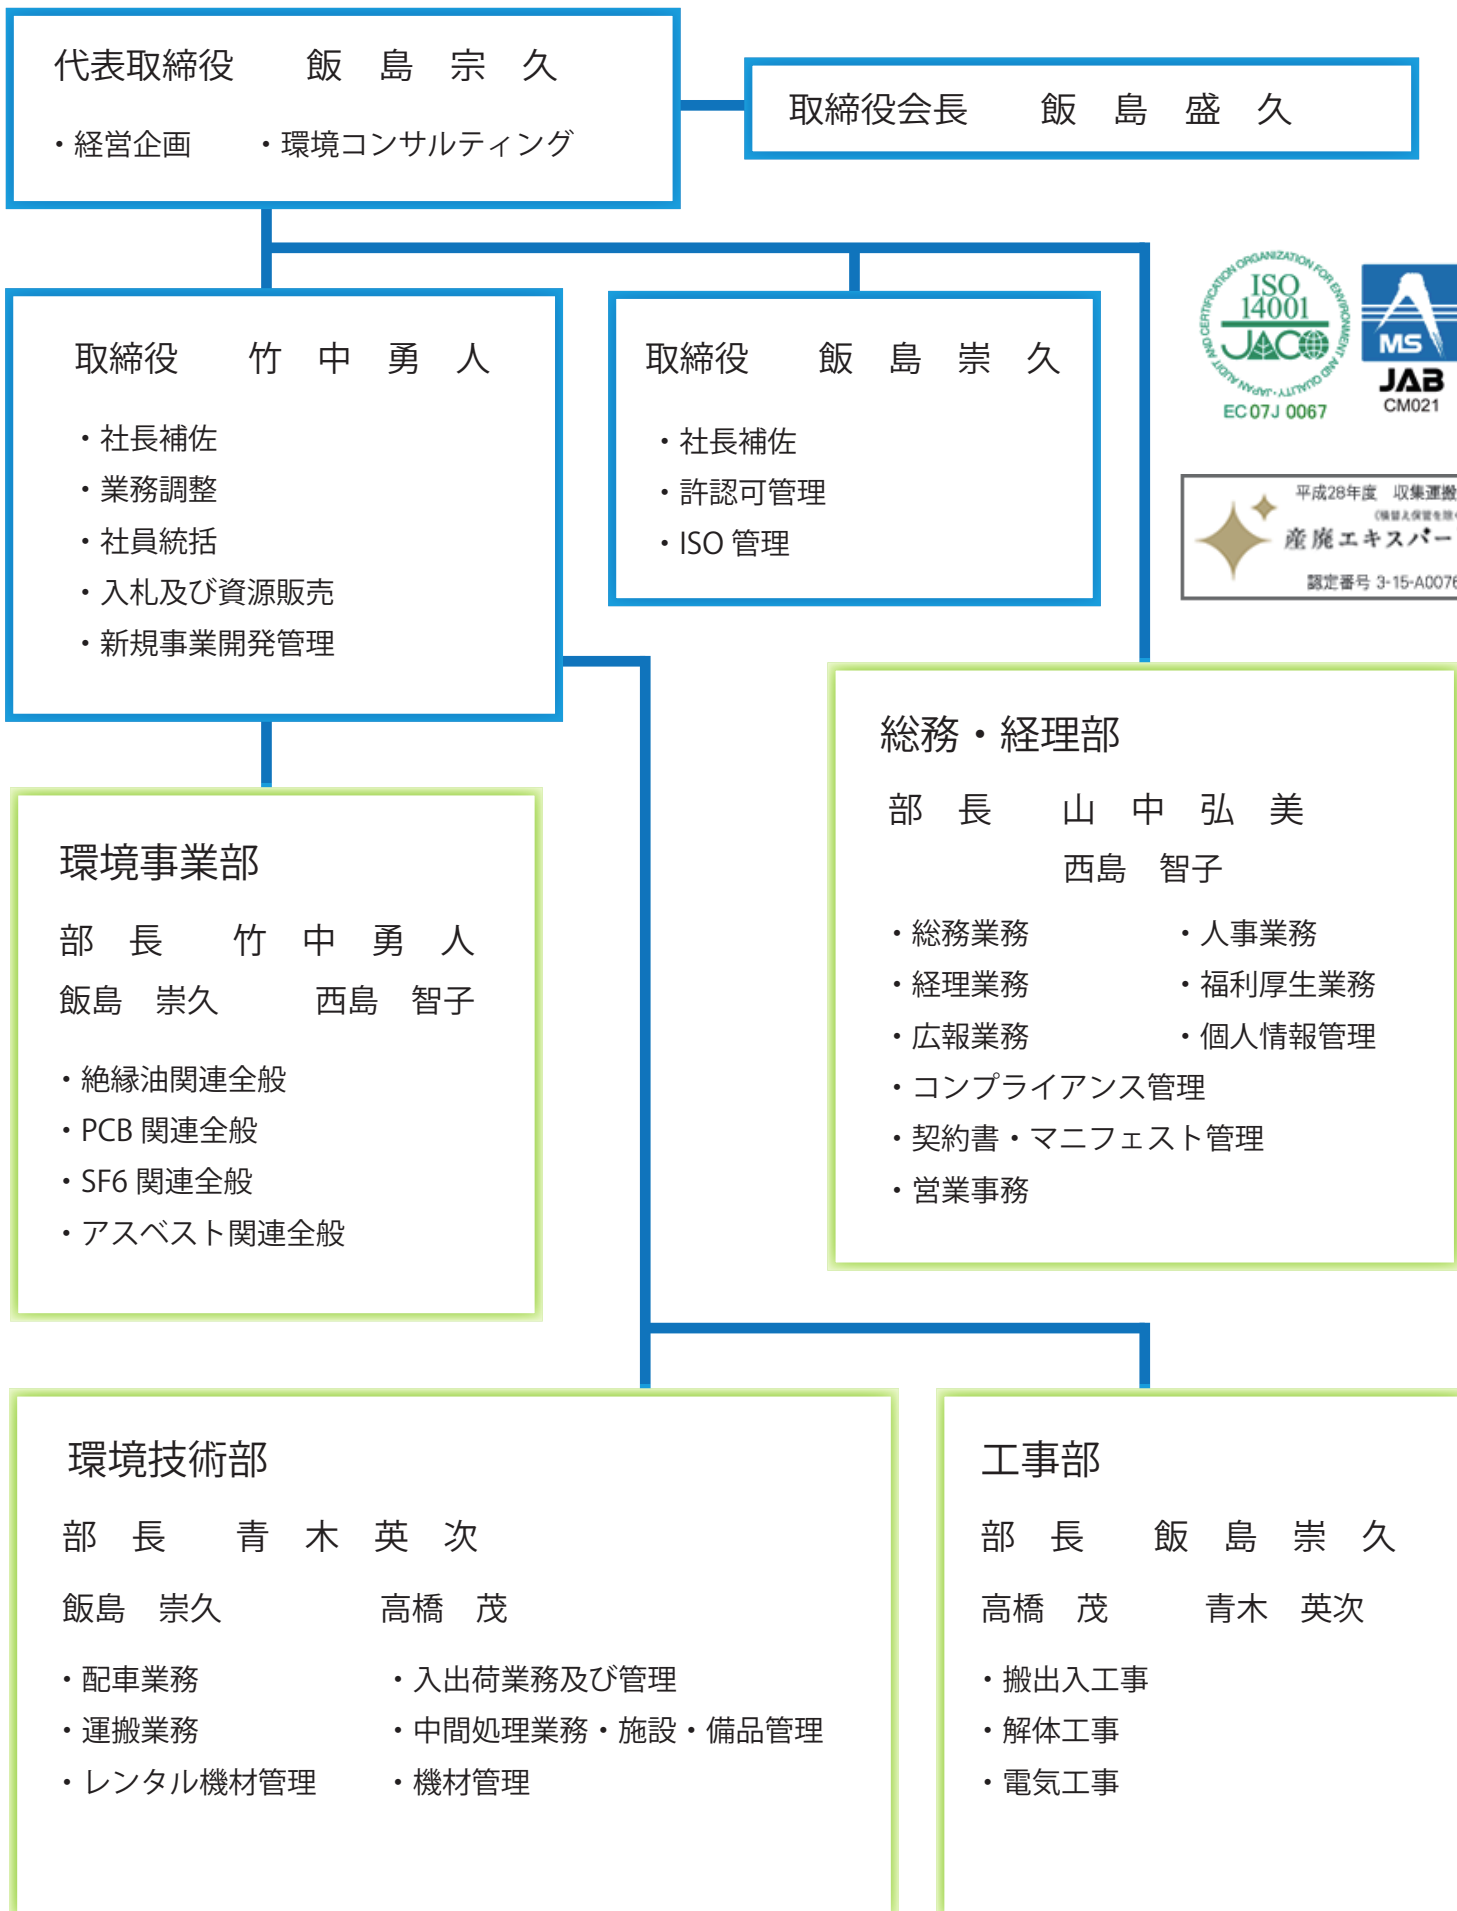 代表取締役　飯島宗久
・経営企画　・環境コンサルティング
取締役会長　飯島盛久
取締役　竹中勇人
・社長補佐
・業務調整
・社員統括
・入札及び資源販売
・新規事業開発管理
取締役　飯島崇久
・社長補佐
・許認可管理
・ISO 管理
JAPAN AUDIT AND CERTIFICATION ORGANIZATION FOR ENVIRONMENT AND QUALITY
ISO
14001
JACO
EC 07J 0067
MS
JAB
CM021
平成28年度　収集運搬
産廃エキスパー
認定番号 3-15-A0076
総務・経理部
部長　山中弘美
西島　智子
・総務業務　・人事業務
・経理業務　・福利厚生業務
・広報業務　・個人情報管理
・コンプライアンス管理
・契約書・マニフェスト管理
・営業事務
環境事業部
部長　竹中勇人
飯島　崇久　西島　智子
・絶縁油関連全般
・PCB 関連全般
・SF6 関連全般
・アスベスト関連全般
環境技術部
部長　青木英次
飯島　崇久　高橋　茂
・配車業務　・入出荷業務及び管理
・運搬業務　・中間処理業務・施設・備品管理
・レンタル機材管理　・機材管理
工事部
部長　飯島崇久
高橋　茂　青木　英次
・搬出入工事
・解体工事
・電気工事